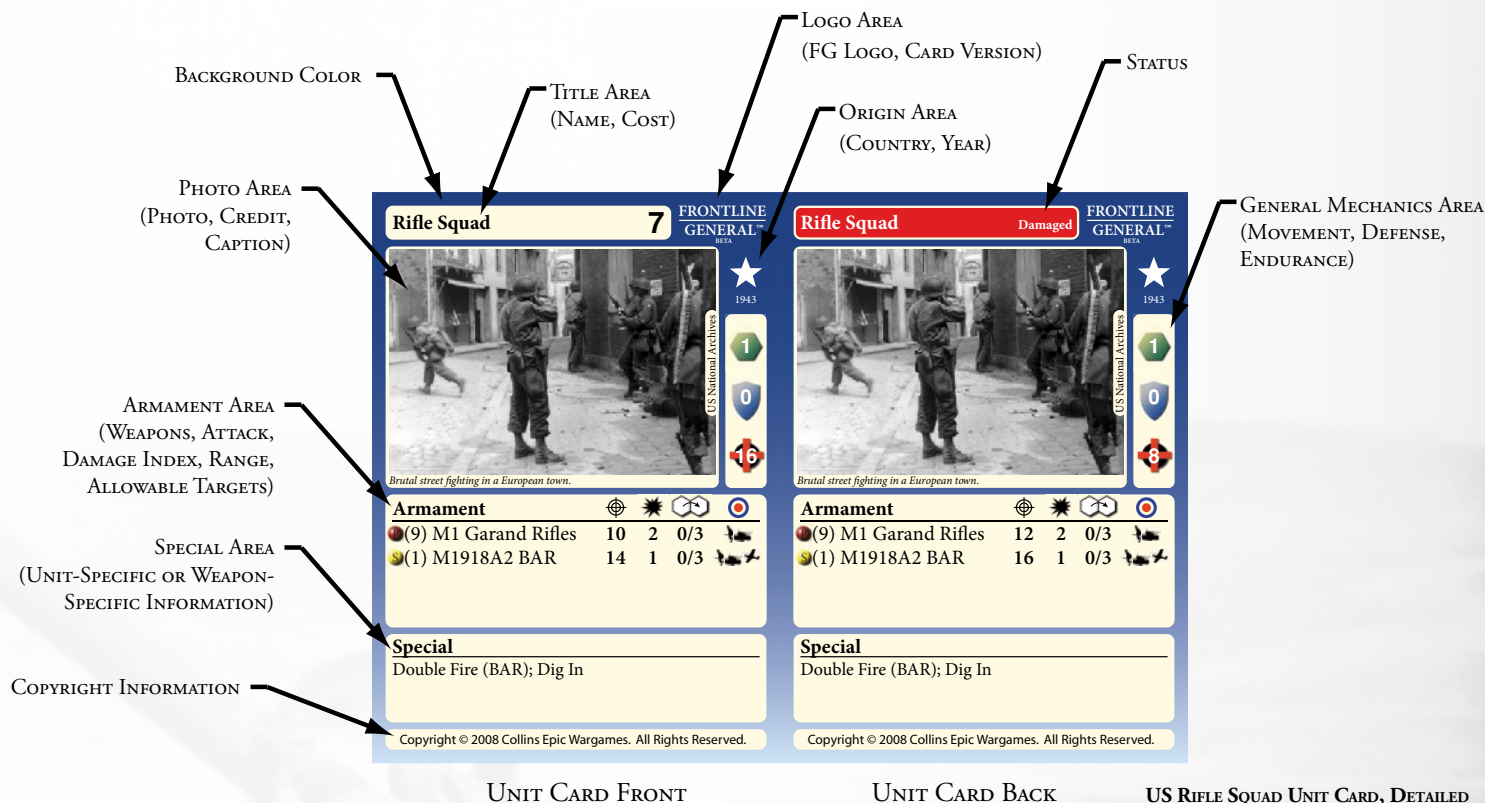 Logo Area
(FG Logo, Card Version)
Status
Background Color
Title Area
(Name, Cost)
Origin Area
(Country, Year)
Photo Area
(Photo, Credit,
Caption)
General Mechanics Area
(Movement, Defense,
Endurance)
Armament Area
(Weapons, Attack,
Damage Index, Range,
Allowable Targets)
Special Area
(Unit-Specific or Weapon-
Specific Information)
Copyright Information
Rifle Squad 7
FRONTLINE
GENERAL™
BETA
1943
US National Archives
1
0
16
Brutal street fighting in a European town.
Armament
(9) M1 Garand Rifles 10 2 0/3
S (1) M1918A2 BAR 14 1 0/3
Special
Double Fire (BAR); Dig In
Copyright © 2008 Collins Epic Wargames. All Rights Reserved.
Rifle Squad Damaged
FRONTLINE
GENERAL™
BETA
1943
US National Archives
1
0
8
Brutal street fighting in a European town.
Armament
(9) M1 Garand Rifles 12 2 0/3
S (1) M1918A2 BAR 16 1 0/3
Special
Double Fire (BAR); Dig In
Copyright © 2008 Collins Epic Wargames. All Rights Reserved.
Unit Card Front
Unit Card Back
US Rifle Squad Unit Card, Detailed